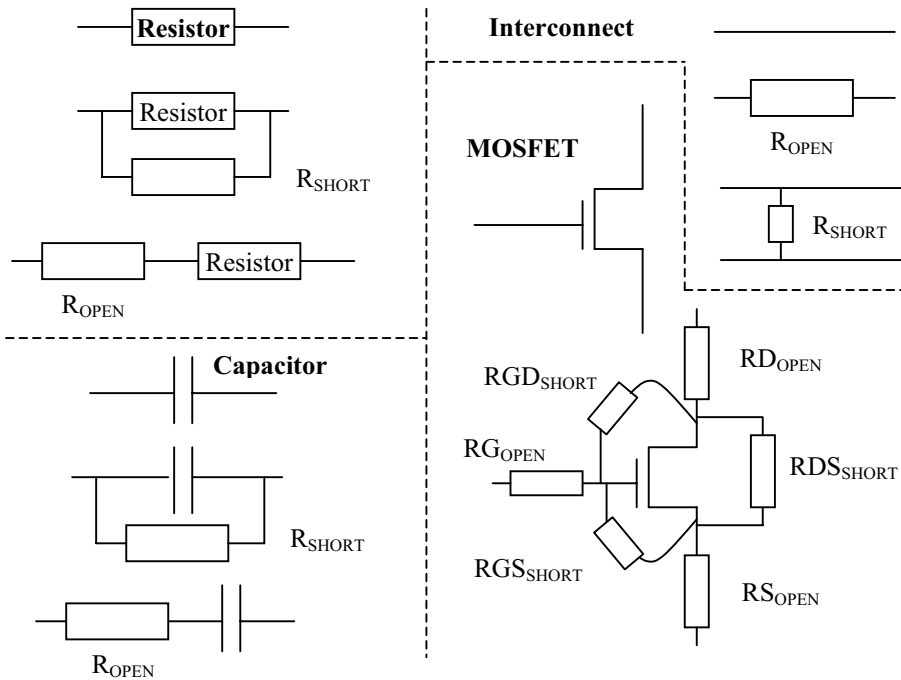 Resistor
Resistor
R_SHORT
Resistor
R_OPEN
Capacitor
R_SHORT
R_OPEN
Interconnect
R_OPEN
R_SHORT
MOSFET
RD_OPEN
RGD_SHORT
RG_OPEN
RDS_SHORT
RGS_SHORT
RS_OPEN